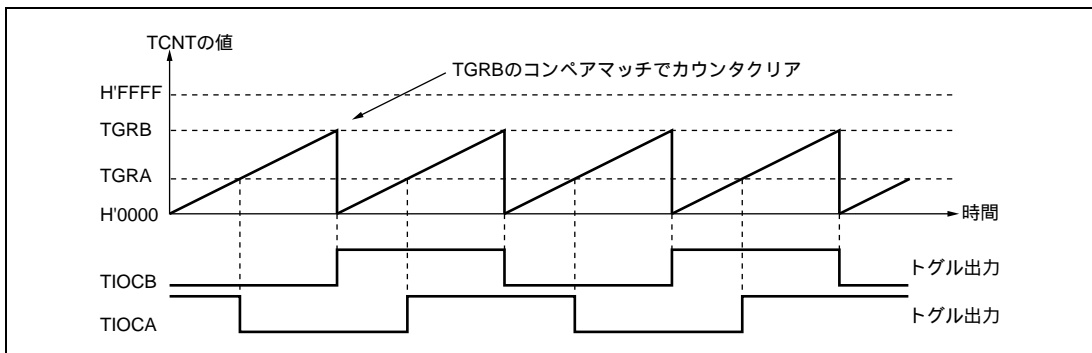 TCNTの値
TGRBのコンペアマッチでカウンタクリア
H'FFFF
TGRB
TGRA
H'0000
時間
TIOCB
トグル出力
TIOCA
トグル出力